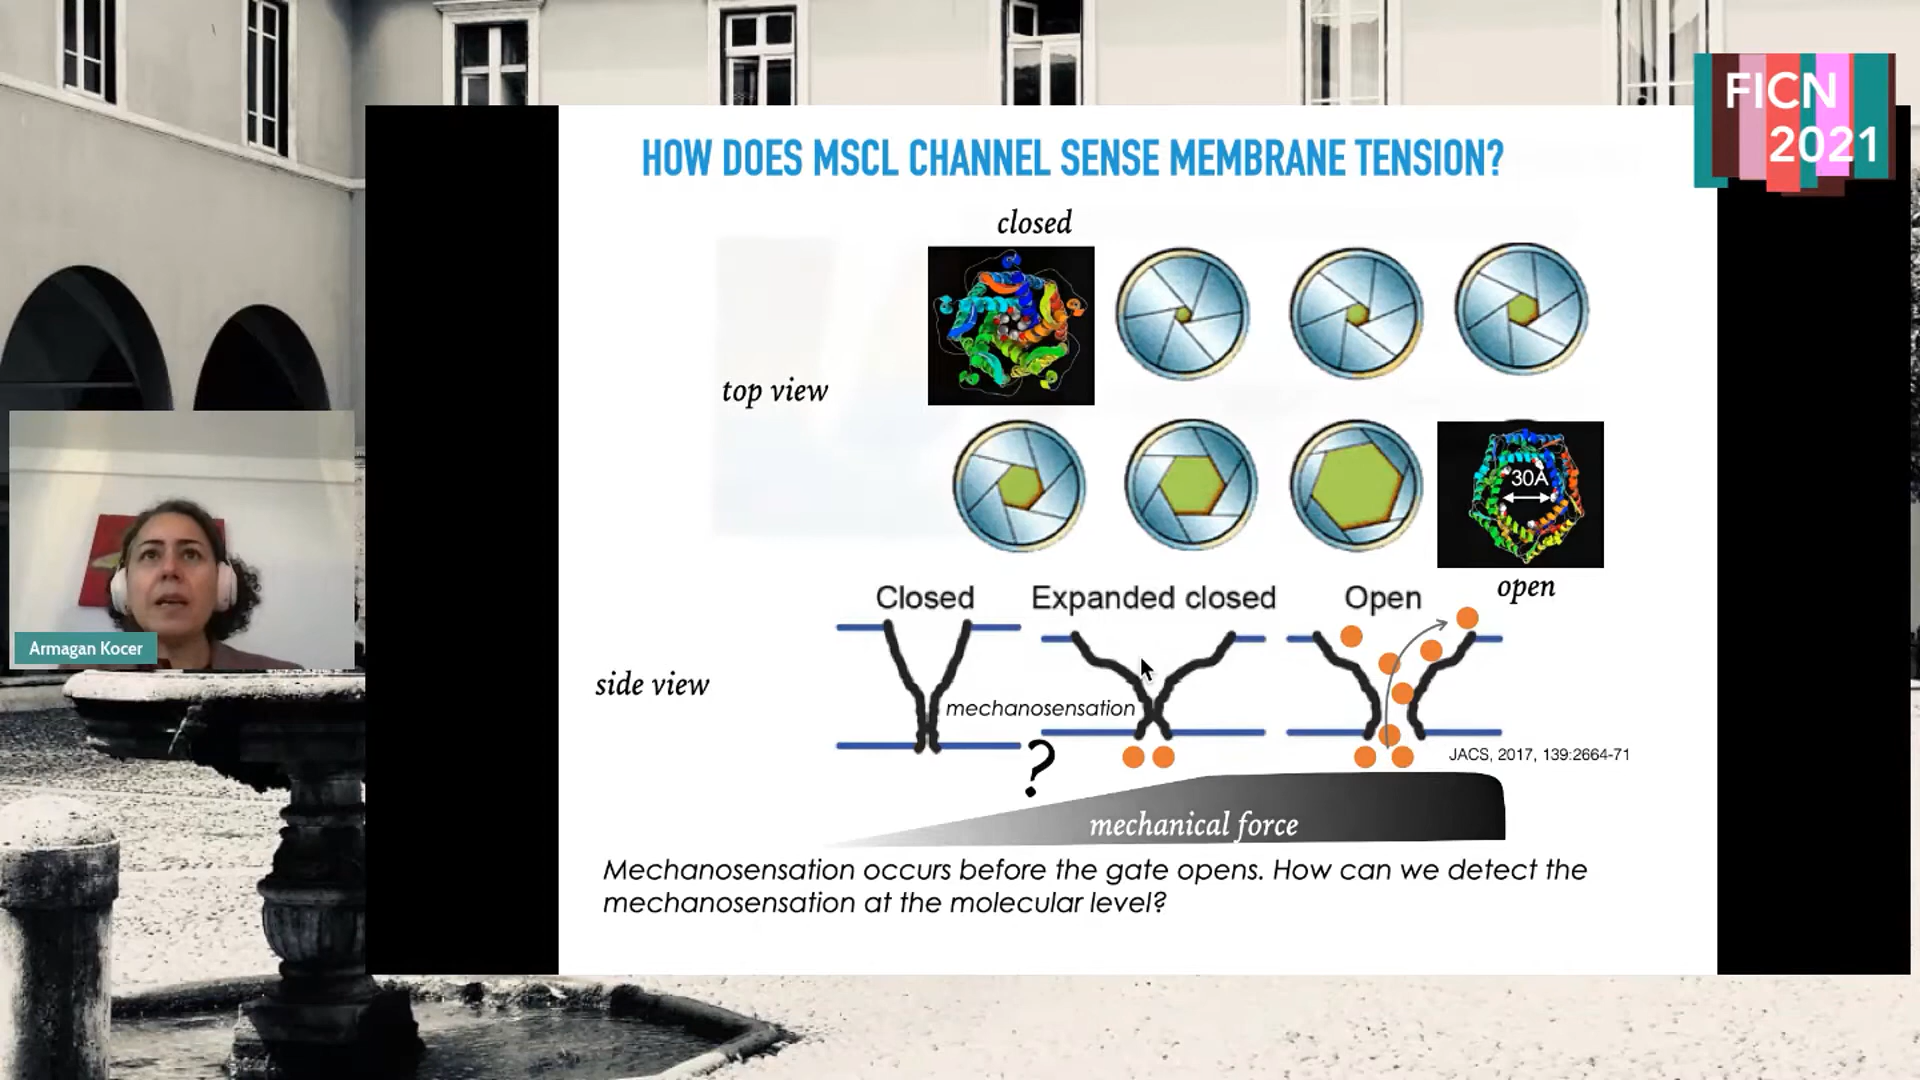 FICN
2021
HOW DOES MSCL CHANNEL SENSE MEMBRANE TENSION?
closed
top view
30Å
open
Closed
Expanded closed
Open
side view
mechanosensation
?
JACS, 2017, 139:2664-71
mechanical force
Mechanosensation occurs before the gate opens. How can we detect the
mechanosensation at the molecular level?
Armagan Kocer